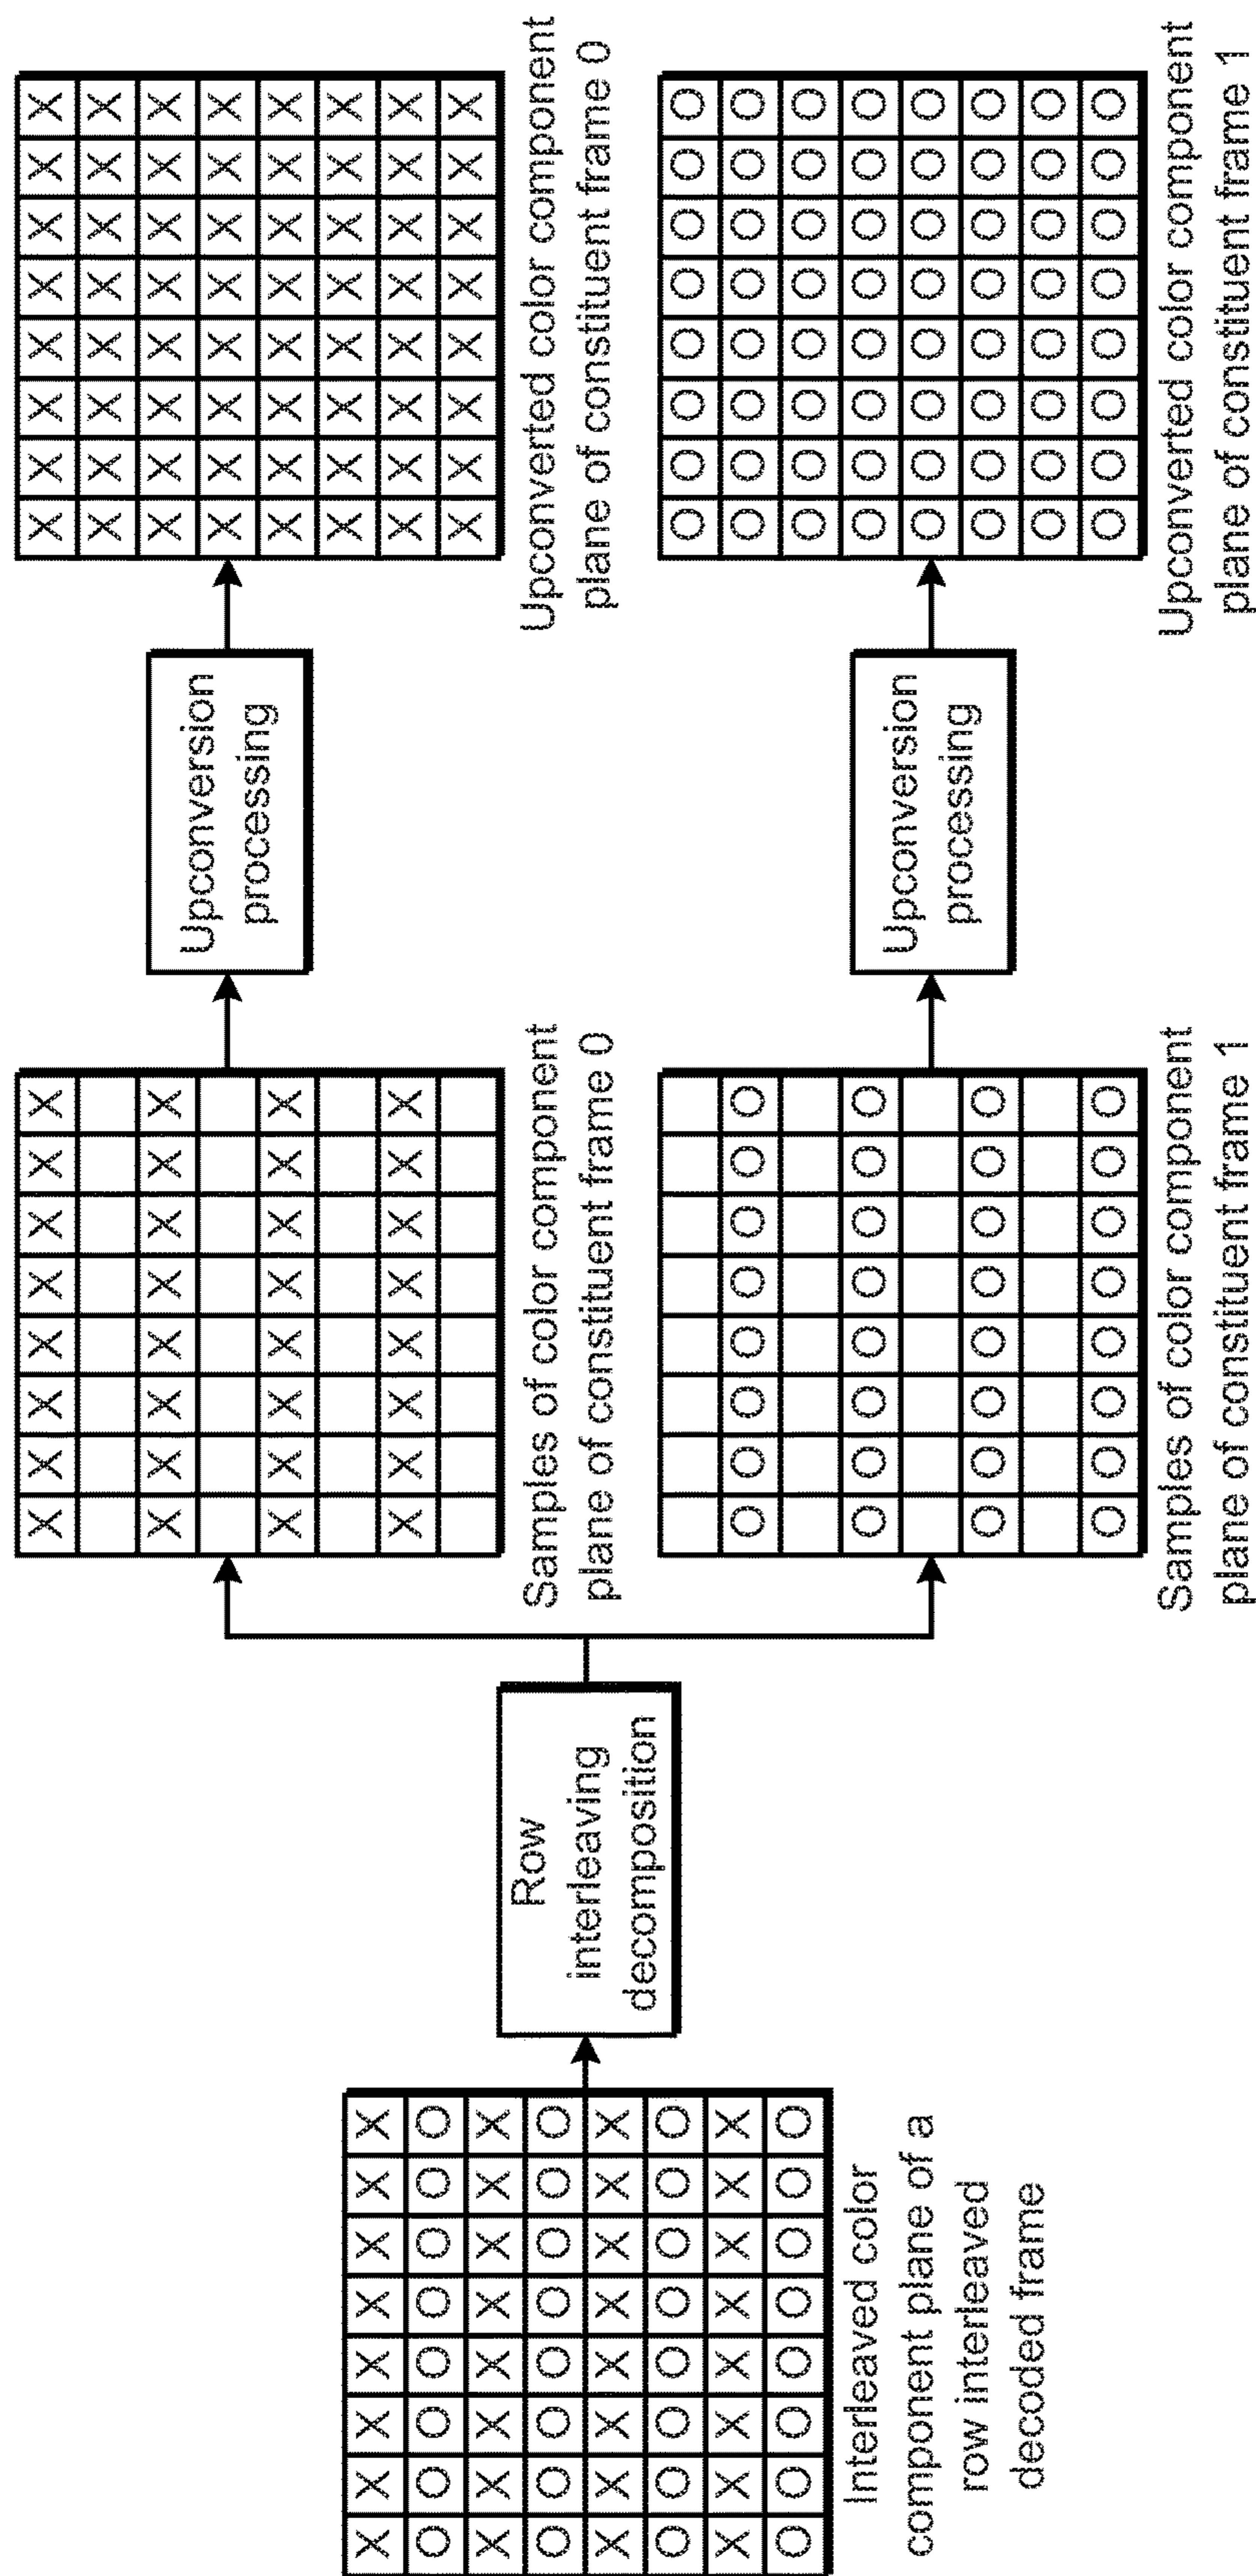 X X X X X X X X
O O O O O O O O
X X X X X X X X
O O O O O O O O
X X X X X X X X
O O O O O O O O
X X X X X X X X
O O O O O O O O
Interleaved color
component plane of a
row interleaved
decoded frame
Row
interleaving
decomposition
X X X X X X X X
X X X X X X X X
X X X X X X X X
X X X X X X X X
Samples of color component
plane of constituent frame 0
Upconversion
processing
X X X X X X X X
X X X X X X X X
X X X X X X X X
X X X X X X X X
X X X X X X X X
X X X X X X X X
X X X X X X X X
X X X X X X X X
Upconverted color component
plane of constituent frame 0
O O O O O O O O
O O O O O O O O
O O O O O O O O
O O O O O O O O
Samples of color component
plane of constituent frame 1
Upconversion
processing
O O O O O O O O
O O O O O O O O
O O O O O O O O
O O O O O O O O
O O O O O O O O
O O O O O O O O
O O O O O O O O
O O O O O O O O
Upconverted color component
plane of constituent frame 1